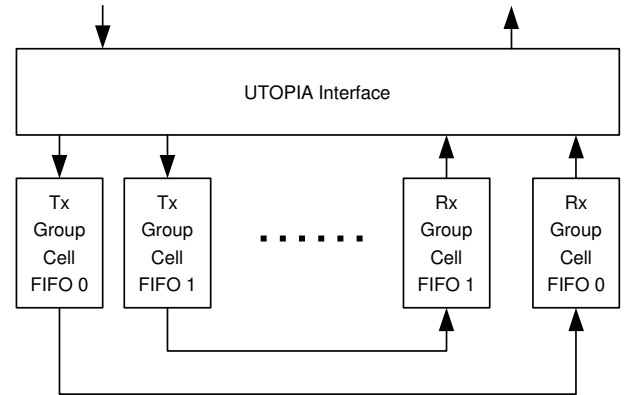 UTOPIA Interface
Tx
Group
Cell
FIFO 0
Tx
Group
Cell
FIFO 1
Rx
Group
Cell
FIFO 1
Rx
Group
Cell
FIFO 0